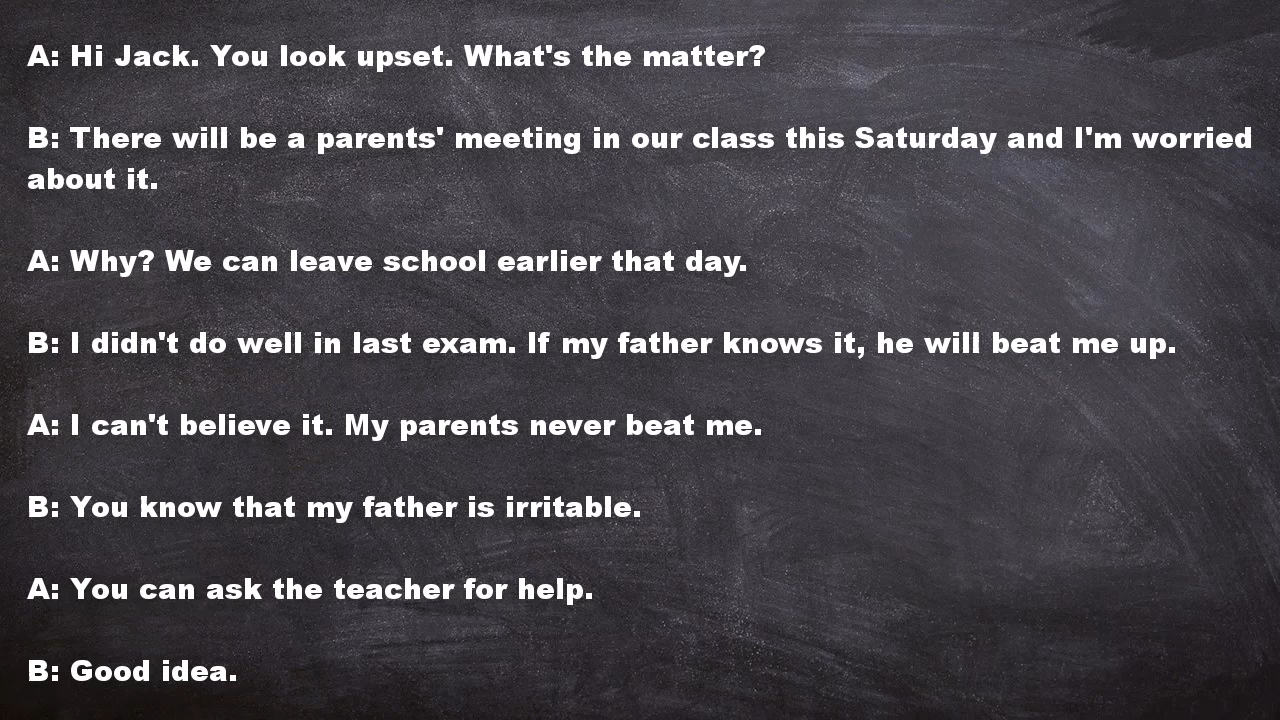 A: Hi Jack. You look upset. What's the matter?
B: There will be a parents' meeting in our class this Saturday and I'm worried
about it.
A: Why? We can leave school earlier that day.
B: I didn't do well in last exam. If my father knows it, he will beat me up.
A: I can't believe it. My parents never beat me.
B: You know that my father is irritable.
A: You can ask the teacher for help.
B: Good idea.